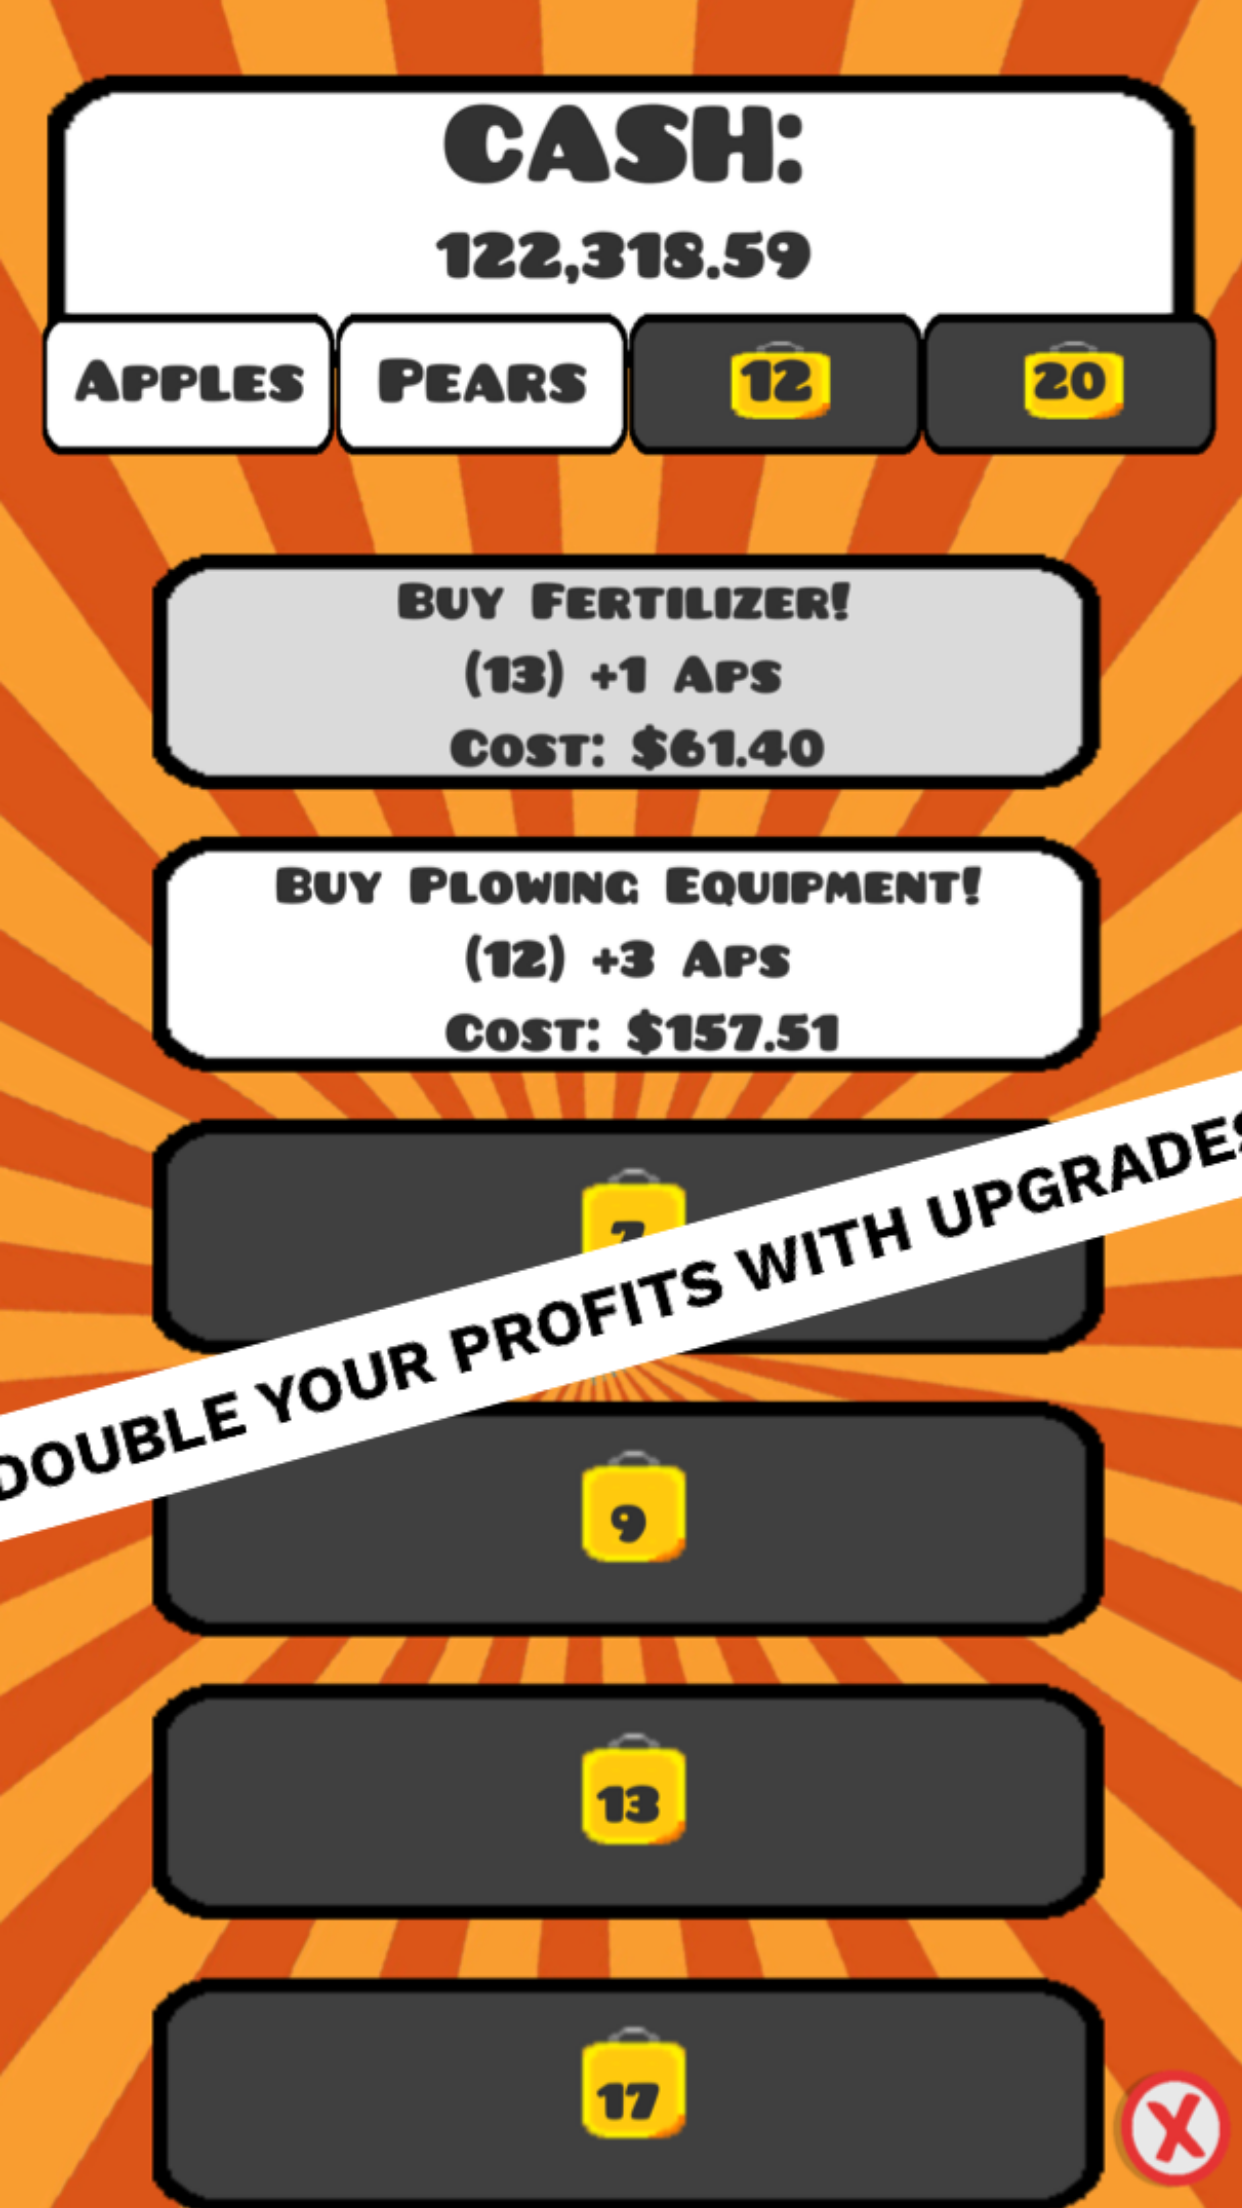 CASH:
122,318.59
APPLES
PEARS
12
20
BUY FERTILIZER!
(13) +1 APS
COST: $61.40
BUY PLOWING EQUIPMENT!
(12) +3 APS
COST: $157.51
7
DOUBLE YOUR PROFITS WITH UPGRADES
9
13
17
X